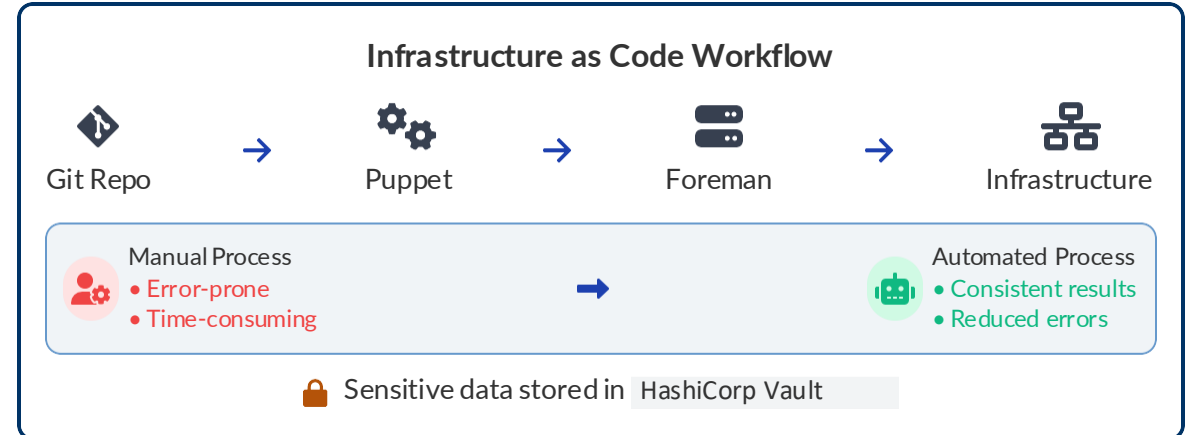 Infrastructure as Code Workflow
Git Repo
Puppet
Foreman
Infrastructure
Manual Process
• Error-prone
• Time-consuming
Automated Process
• Consistent results
• Reduced errors
Sensitive data stored in HashiCorp Vault